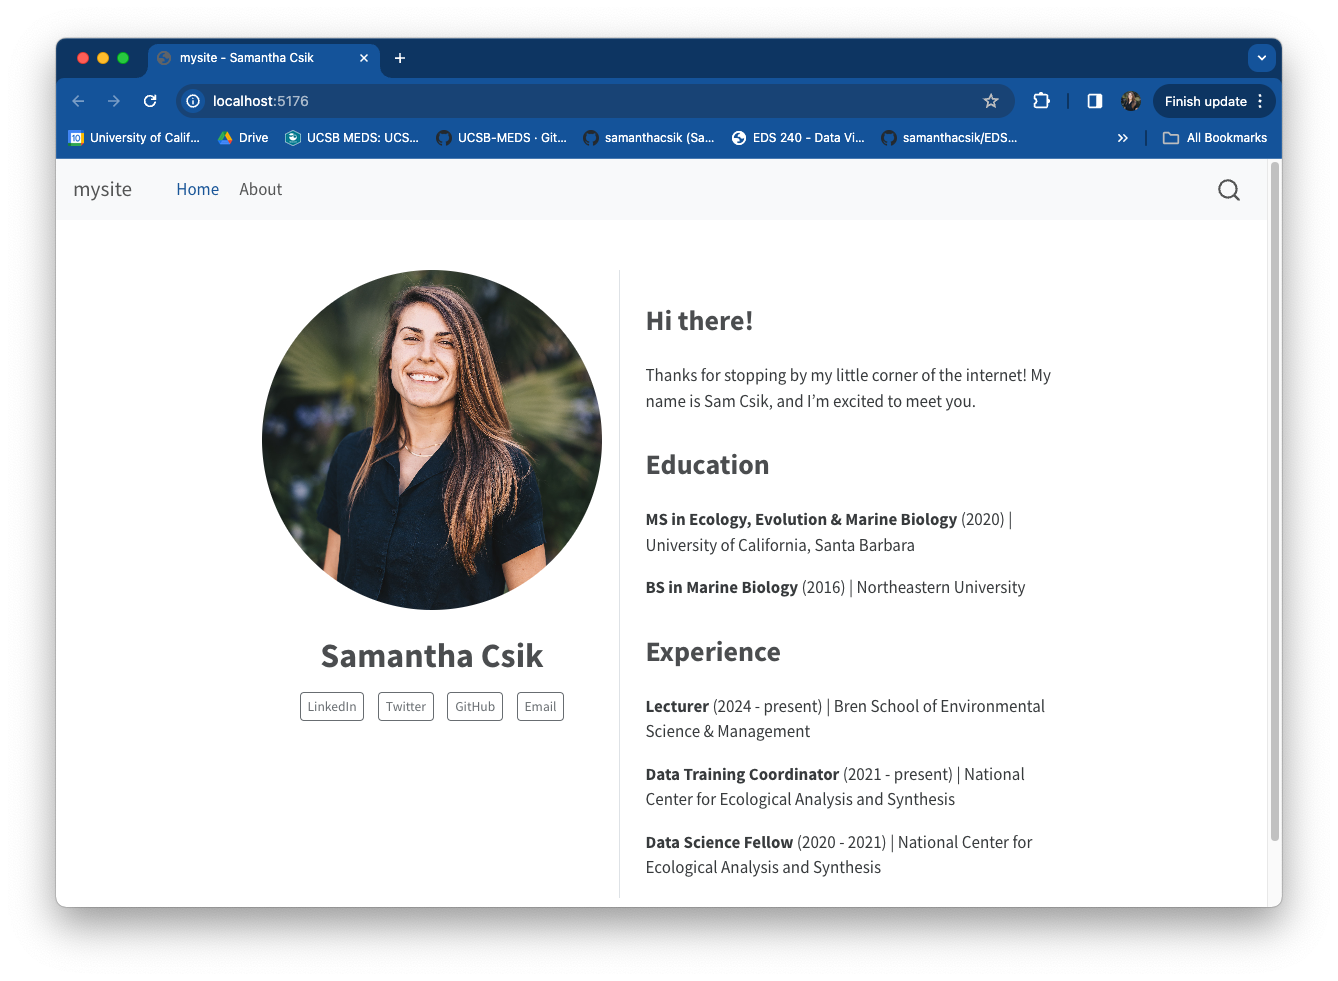 mysite - Samantha Csik
localhost:5176
Finish update
10
University of Calif...
Drive
UCSB MEDS: UCS...
UCSB-MEDS · Git...
samanthacsik (Sa...
EDS 240 - Data Vi...
samanthacsik/EDS...
»
All Bookmarks
mysite
Home
About
Hi there!
Thanks for stopping by my little corner of the internet! My
name is Sam Csik, and I’m excited to meet you.
Education
MS in Ecology, Evolution & Marine Biology (2020) |
University of California, Santa Barbara
BS in Marine Biology (2016) | Northeastern University
Experience
Lecturer (2024 - present) | Bren School of Environmental
Science & Management
Data Training Coordinator (2021 - present) | National
Center for Ecological Analysis and Synthesis
Data Science Fellow (2020 - 2021) | National Center for
Ecological Analysis and Synthesis
Samantha Csik
LinkedIn
Twitter
GitHub
Email